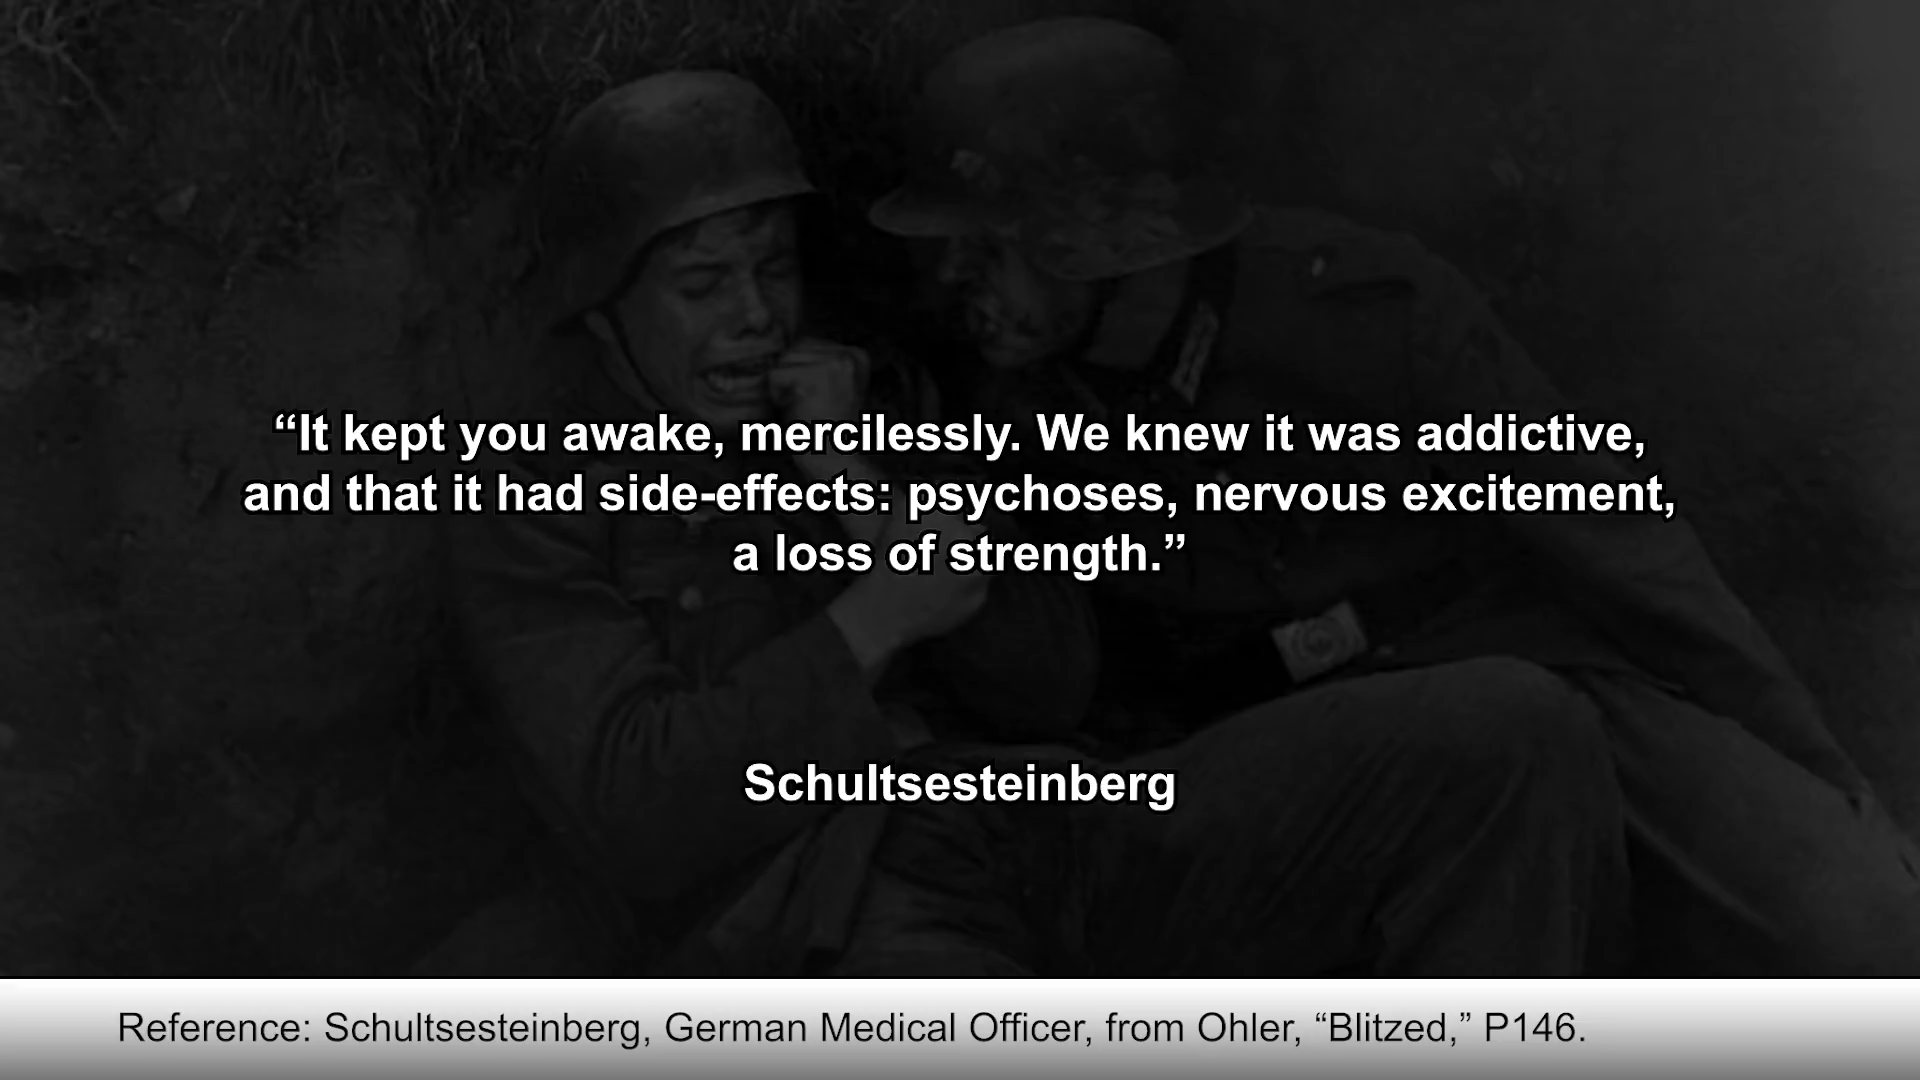 “It kept you awake, mercilessly. We knew it was addictive,
and that it had side-effects: psychoses, nervous excitement,
a loss of strength.”
Schultsesteinberg
Reference: Schultsesteinberg, German Medical Officer, from Ohler, “Blitzed,” P146.